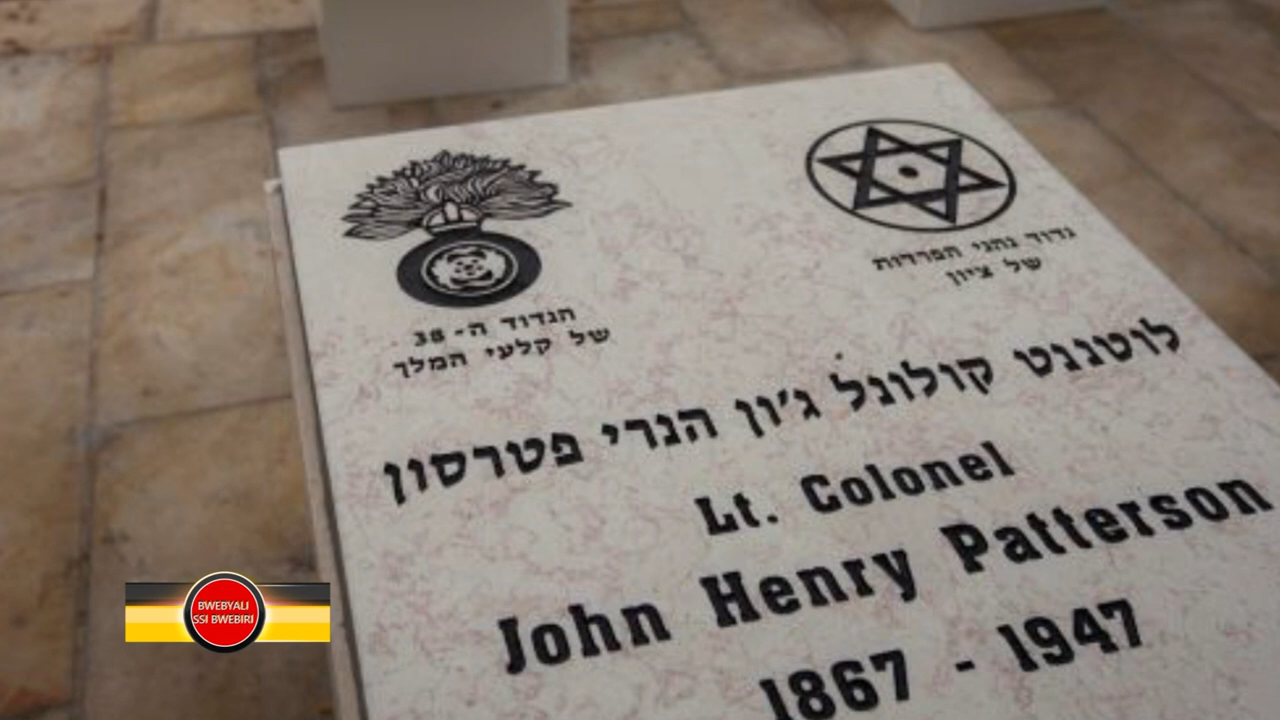 גדוד נהגי הפרדות
של ציון
הגדוד ה-38
של קלעי המלך
לוטננט קולונל ג'ון הנרי פטרסון
Lt. Colonel
John Henry Patterson
1867 - 1947
BWEBYALI
SSI BWEBIRI